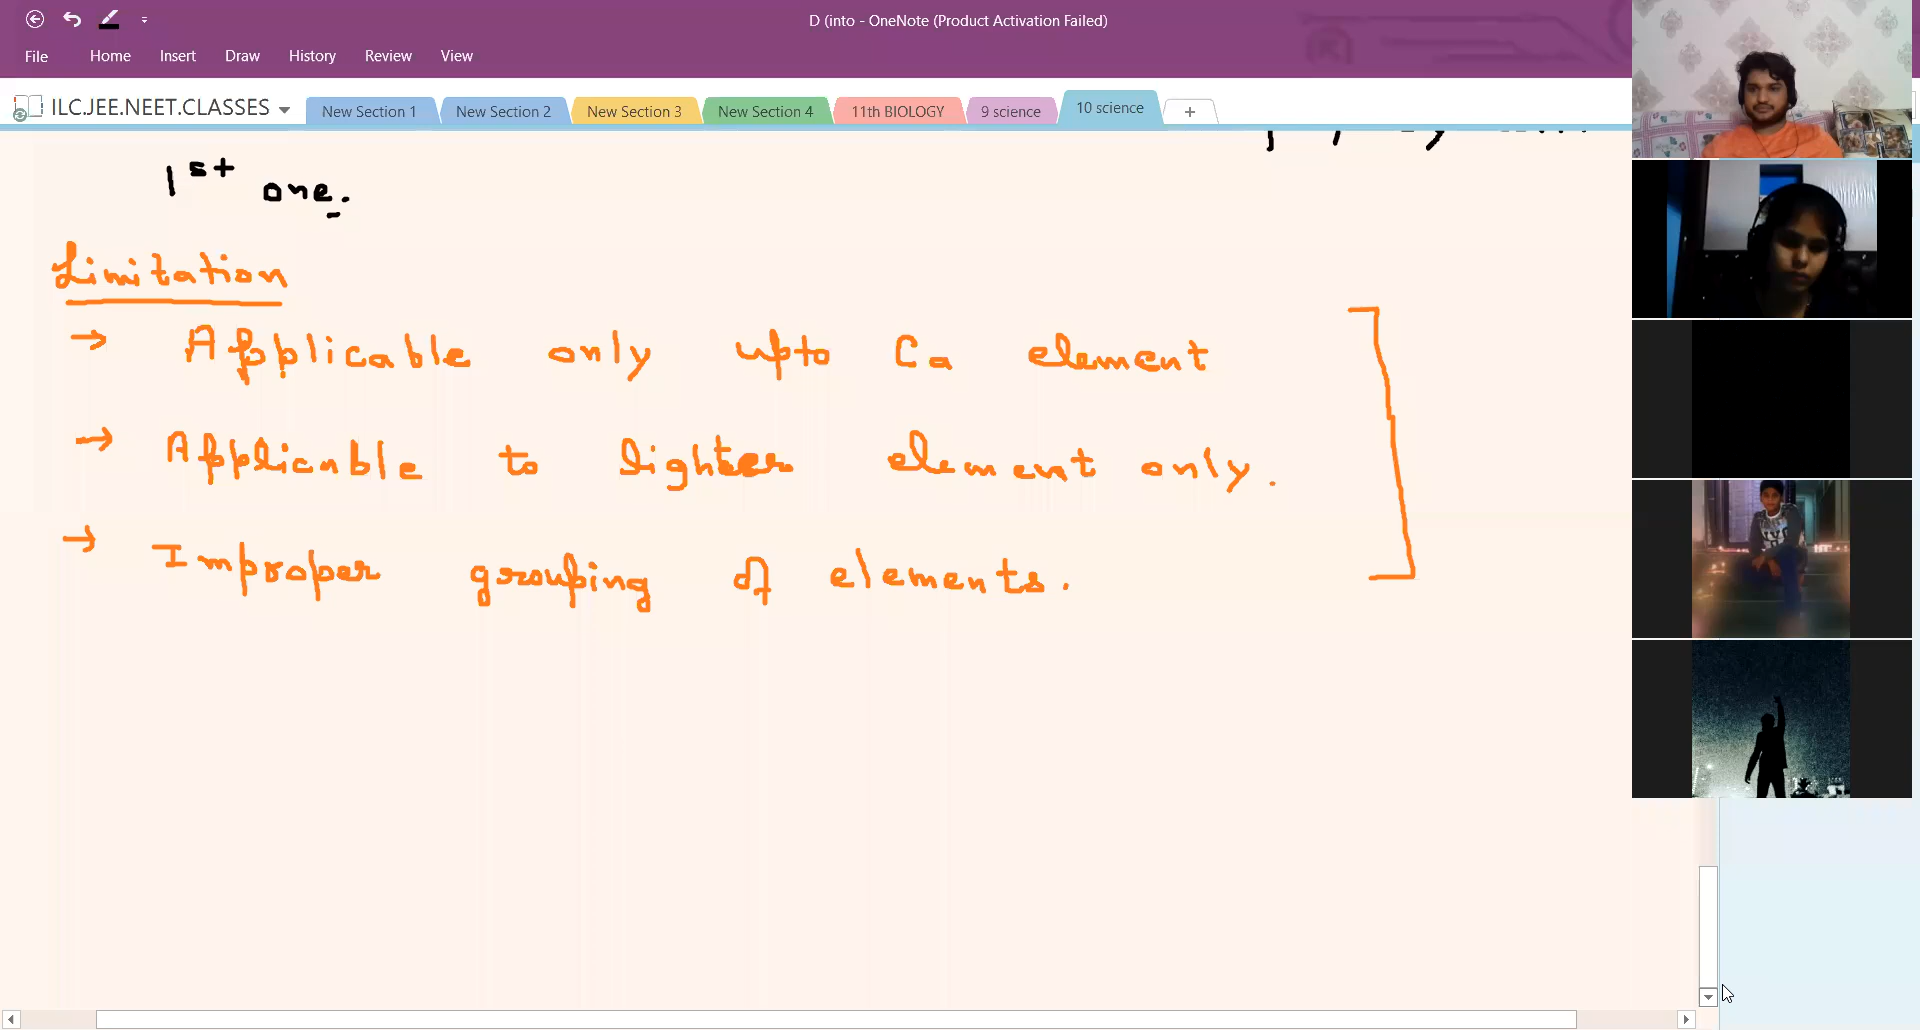 D (into - OneNote (Product Activation Failed)
File Home Insert Draw History Review View
ILC.JEE.NEET.CLASSES New Section 1 New Section 2 New Section 3 New Section 4 11th BIOLOGY 9 science 10 science +
1st one.
Limitation
→ Applicable only upto Ca element
→ Applicable to lighter element only.
→ Improper grouping of elements.